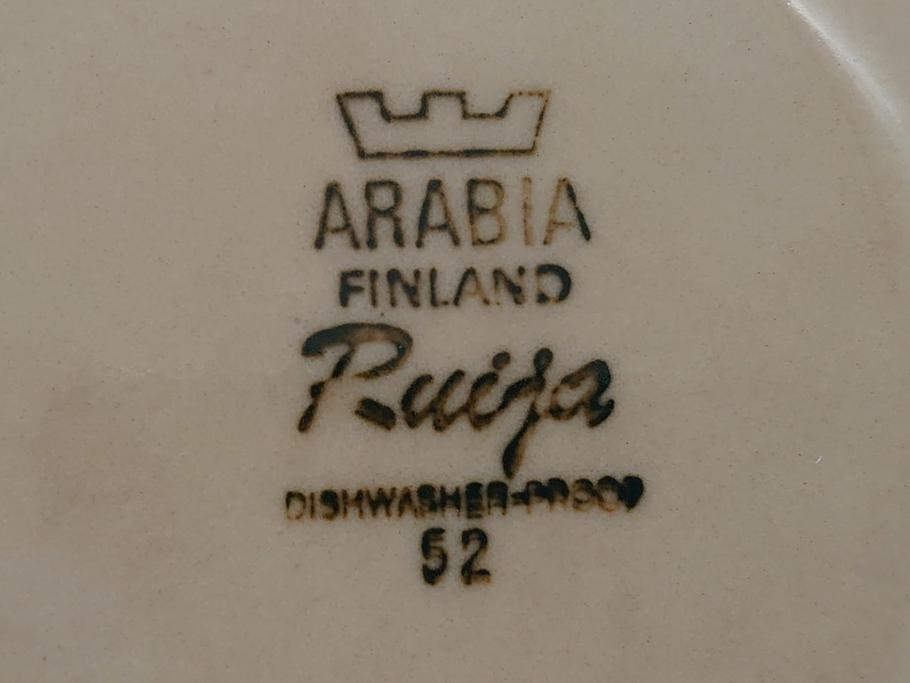 ARABIA
FINLAND
Ruija
DISHWASHER-PROOF
52